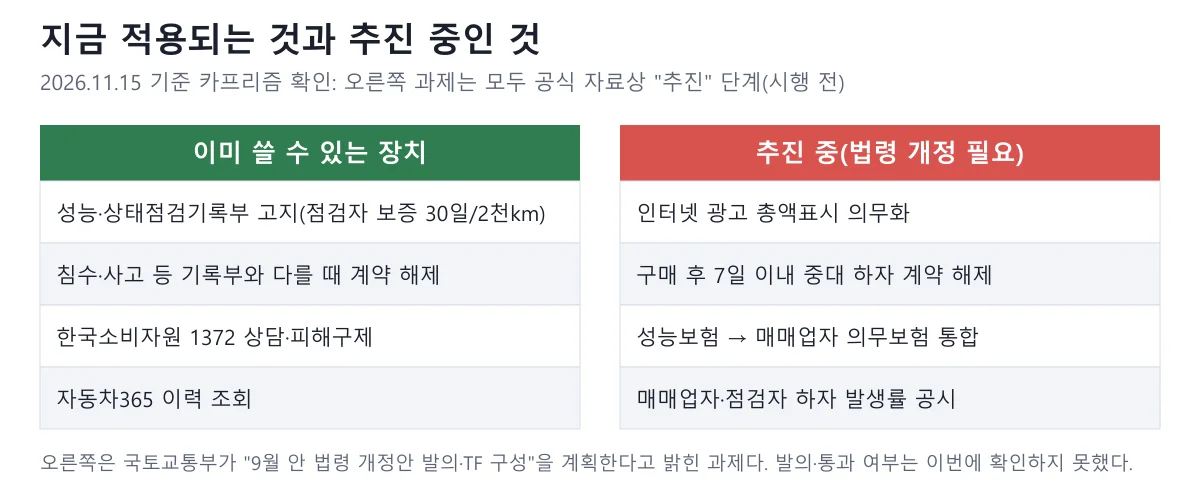 지금 적용되는 것과 추진 중인 것
2026.11.15 기준 카프리즘 확인: 오른쪽 과제는 모두 공식 자료상 "추진" 단계(시행 전)
이미 쓸 수 있는 장치
성능·상태점검기록부 고지(점검자 보증 30일/2천km)
침수·사고 등 기록부와 다를 때 계약 해제
한국소비자원 1372 상담·피해구제
자동차365 이력 조회
추진 중(법령 개정 필요)
인터넷 광고 총액표시 의무화
구매 후 7일 이내 중대 하자 계약 해제
성능보험 → 매매업자 의무보험 통합
매매업자·점검자 하자 발생률 공시
오른쪽은 국토교통부가 "9월 안 법령 개정안 발의·TF 구성"을 계획한다고 밝힌 과제다. 발의·통과 여부는 이번에 확인하지 못했다.